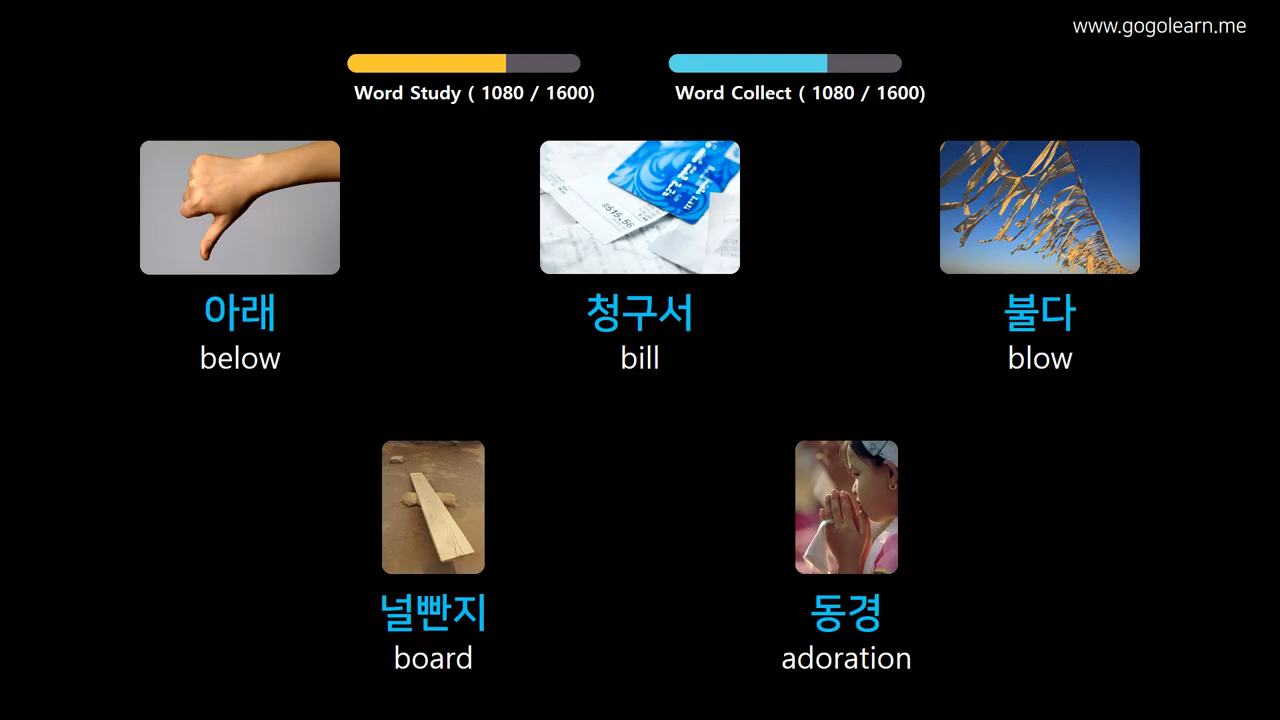 www.gogolearn.me
Word Study ( 1080 / 1600)
Word Collect ( 1080 / 1600)
아래
below
청구서
bill
불다
blow
널빤지
board
동경
adoration